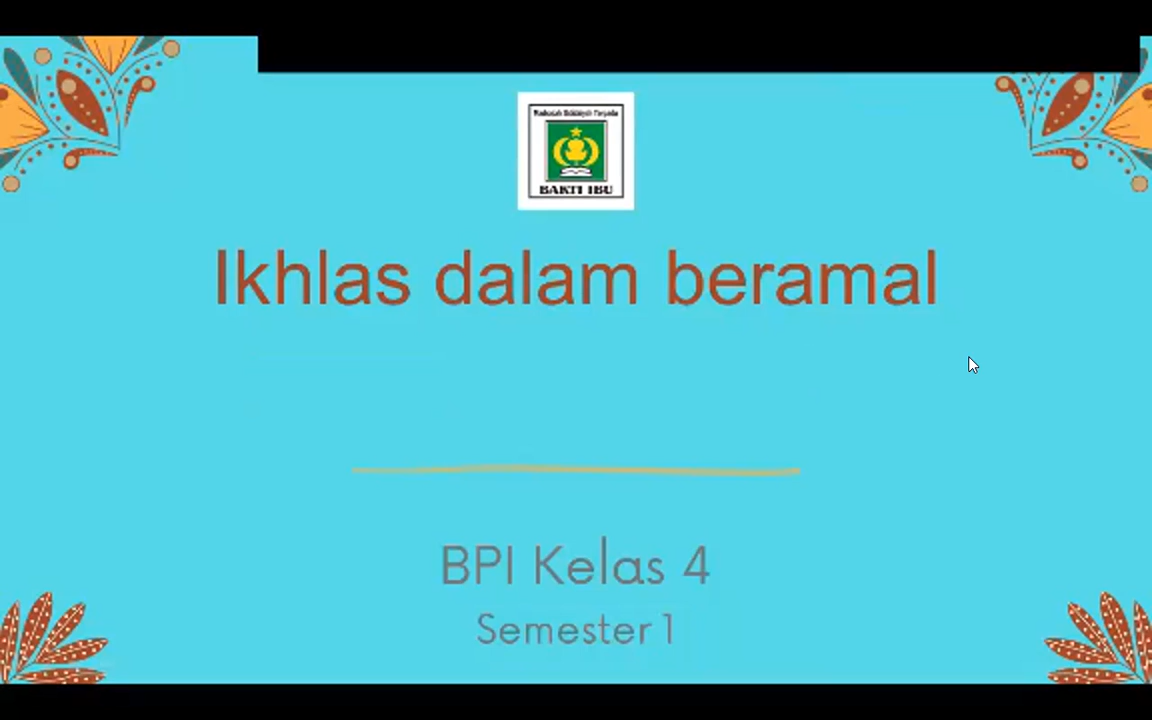 Madrasah Ibtidaiyah Terpadu
BAKTI IBU
Ikhlas dalam beramal
BPI Kelas 4
Semester 1